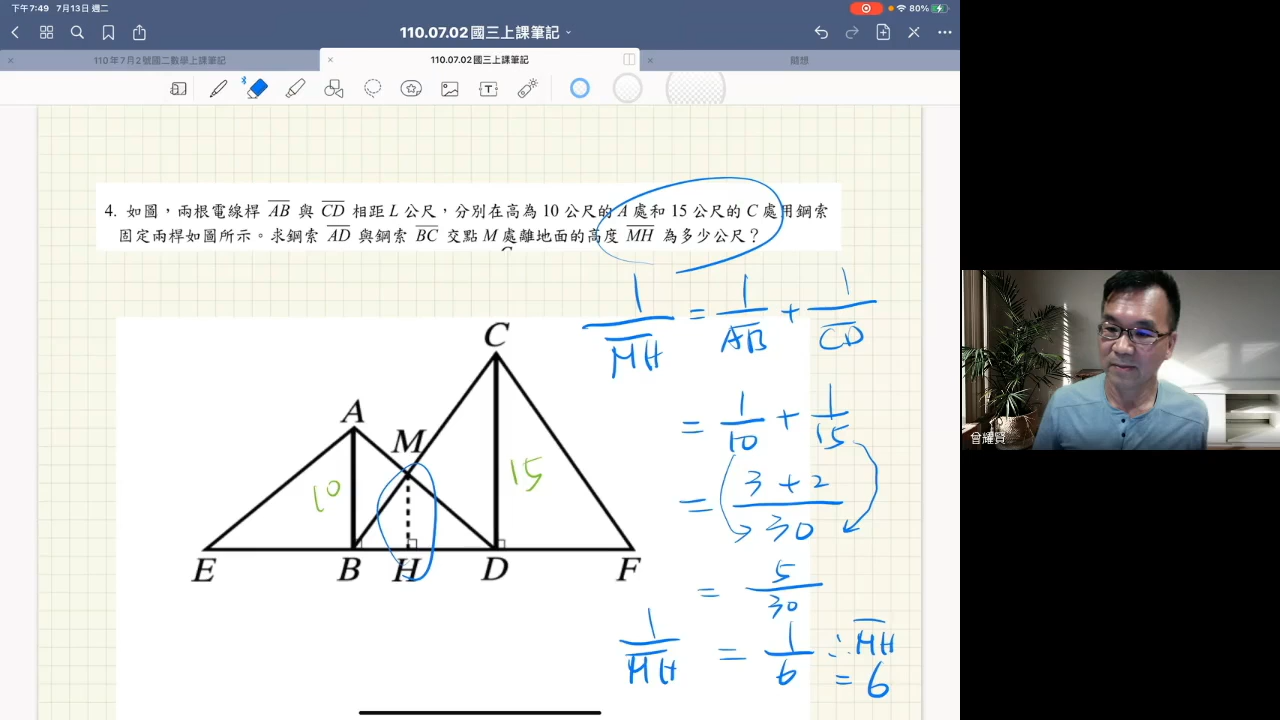 下午7:49 7月13日 週二
80%
110.07.02 國三上課筆記
110年7月2號國二數學上課筆記
110.07.02 國三上課筆記
4. 如圖，兩根電線桿 AB 與 CD 相距 L 公尺，分別在高為 10 公尺的 A 處和 15 公尺的 C 處用鋼索
固定兩桿如圖所示。求鋼索 AD 與鋼索 BC 交點 M 處離地面的高度 MH 為多少公尺？
1/MH = 1/AB + 1/CD
= 1/10 + 1/15
= 3+2/30
= 5/30
1/MH = 1/6 ∴ MH
= 6
C
A
M
10
15
E B H D F
曾耀賢